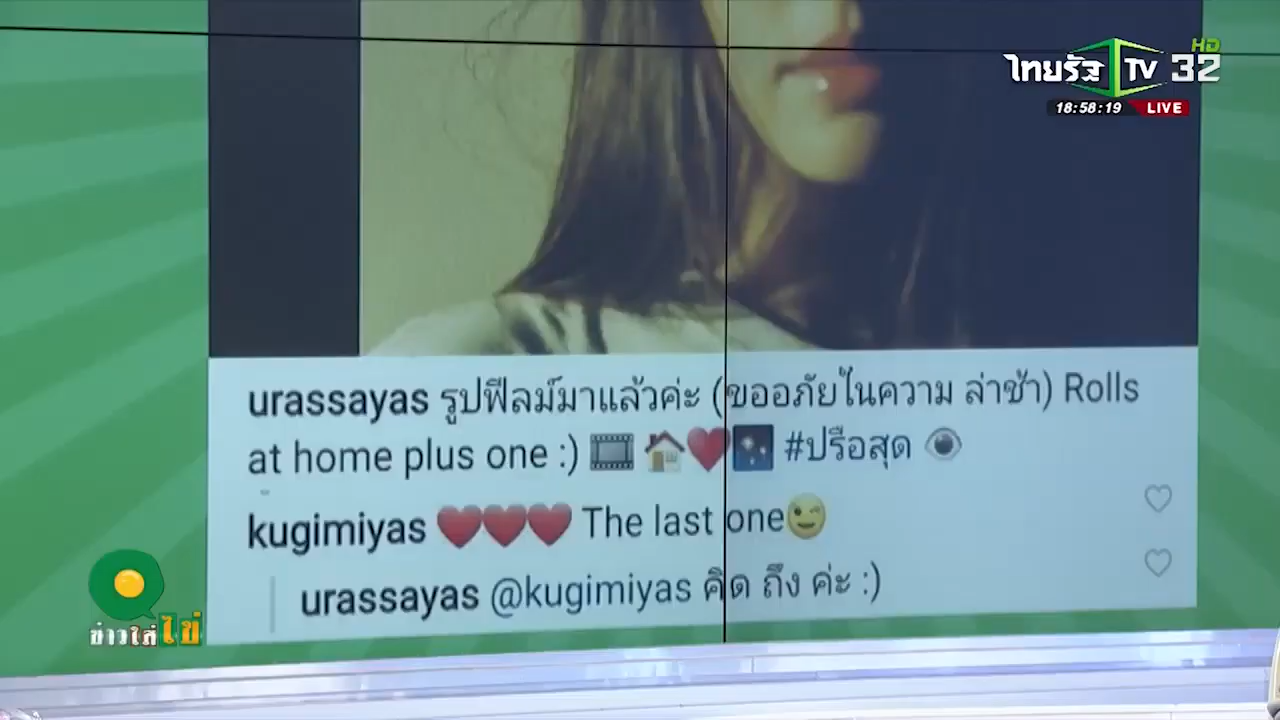 ไทยรัฐ TV 32 HD
18:58:19 LIVE
urassayas รูปฟีลม์มาแล้วค่ะ (ขออภัยในความ ล่าช้า) Rolls
at home plus one :) 🎞️ 🏠❤️🌌 #ปรือสุด 👁️
kugimiyas ❤️❤️❤️ The last one😉
urassayas @kugimiyas คิด ถึง ค่ะ :)
ข่าวใส่ไข่